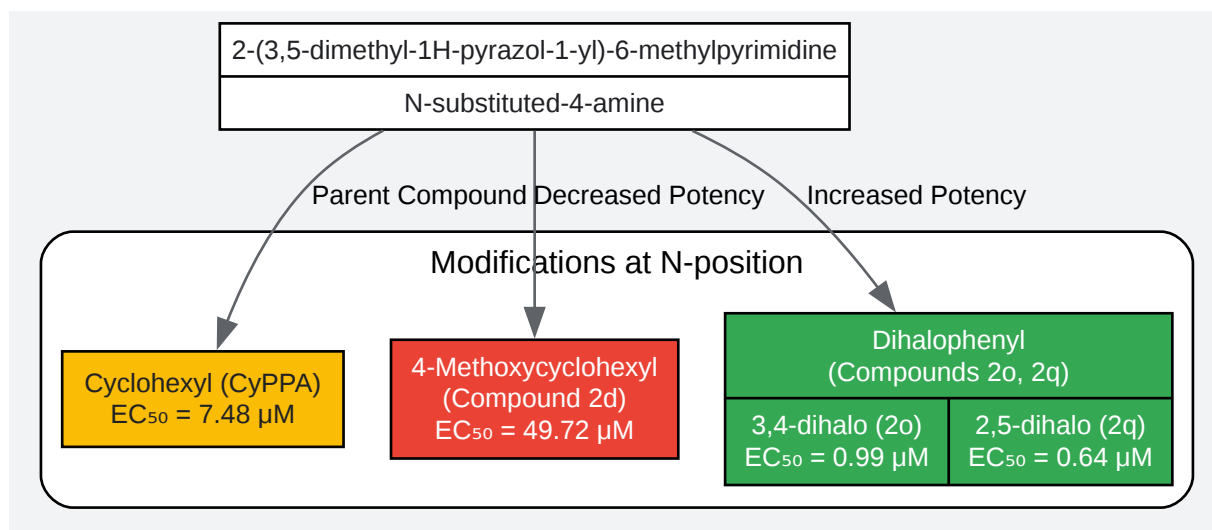 2-(3,5-dimethyl-1H-pyrazol-1-yl)-6-methylpyrimidine
N-substituted-4-amine
Parent Compound
Decreased Potency
Increased Potency
Modifications at N-position
Cyclohexyl (CyPPA)
EC₅₀ = 7.48 µM
4-Methoxycyclohexyl
(Compound 2d)
EC₅₀ = 49.72 µM
Dihalophenyl
(Compounds 2o, 2q)
3,4-dihalo (2o)
EC₅₀ = 0.99 µM
2,5-dihalo (2q)
EC₅₀ = 0.64 µM